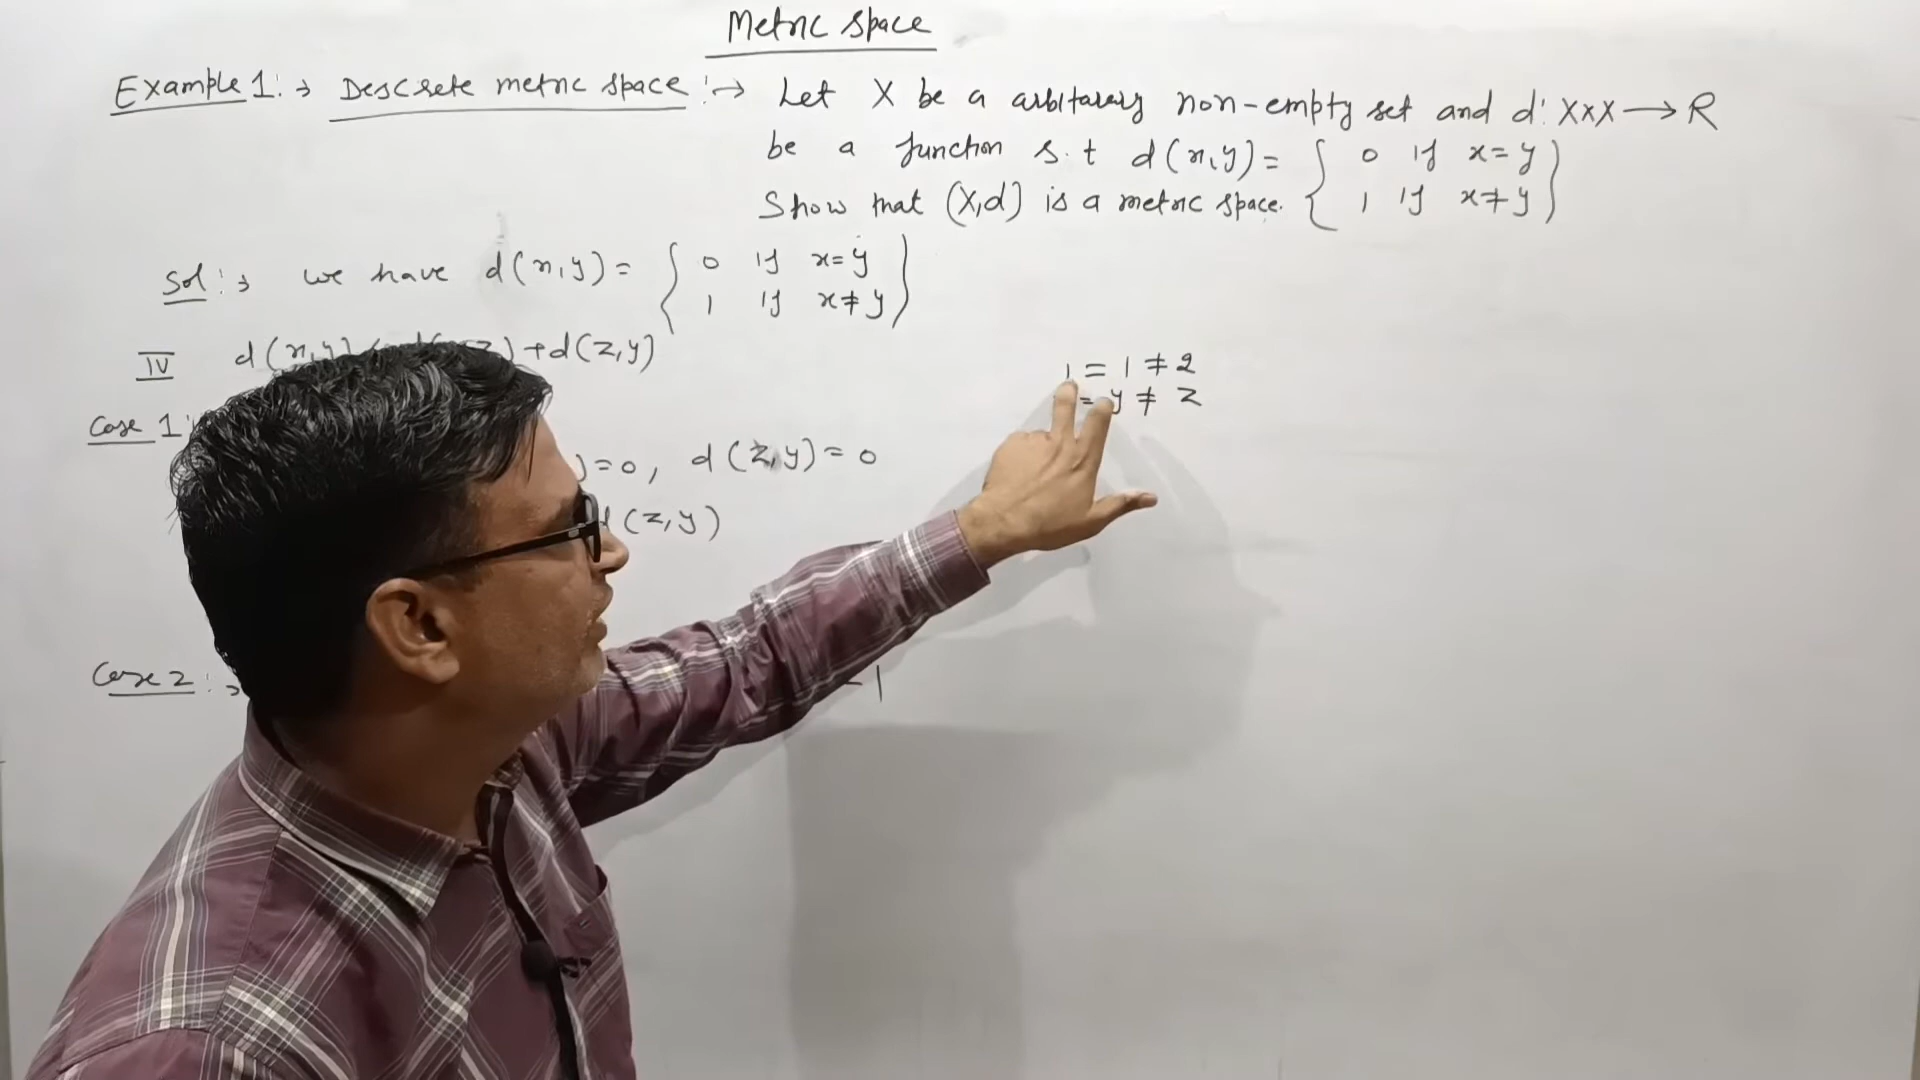 Metric space
Example 1:→ Descrete metric space :→ Let X be a arbitarary non-empty set and d: X×X → R
be a function s.t d(x,y) = { 0 if x=y
1 if x≠y }
Show that (X,d) is a metric space.
Sol :→ we have d(x,y) = { 0 if x=y
1 if x≠y }
IV d(x,y) +d(z,y)
1 = 1 ≠ 2
= y ≠ z
Case 1
)=0, d(z,y) = 0
d(z,y)
Case 2 :→ 1